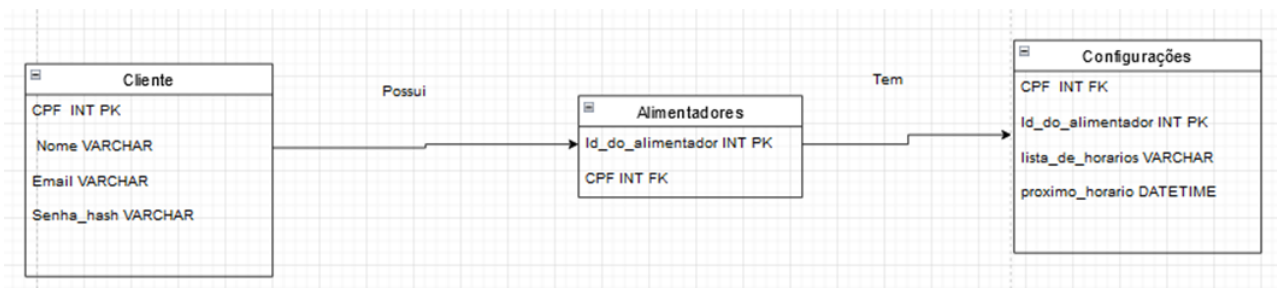 Cliente
CPF INT PK
Nome VARCHAR
Email VARCHAR
Senha_hash VARCHAR
Possui
Alimentadores
Id_do_alimentador INT PK
CPF INT FK
Tem
Configurações
CPF INT FK
Id_do_alimentador INT PK
lista_de_horarios VARCHAR
proximo_horario DATETIME